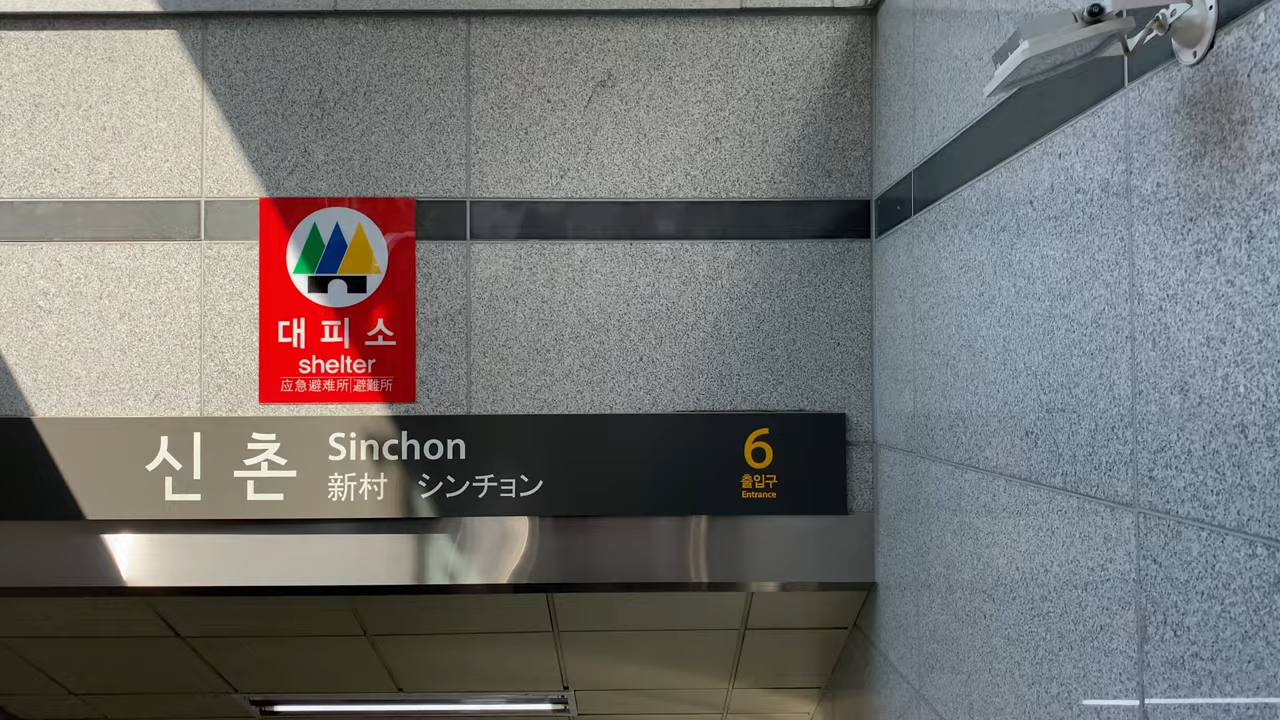 대피소
shelter
应急避难所 避難所
신촌
Sinchon
新村 シンチョン
6
출입구
Entrance